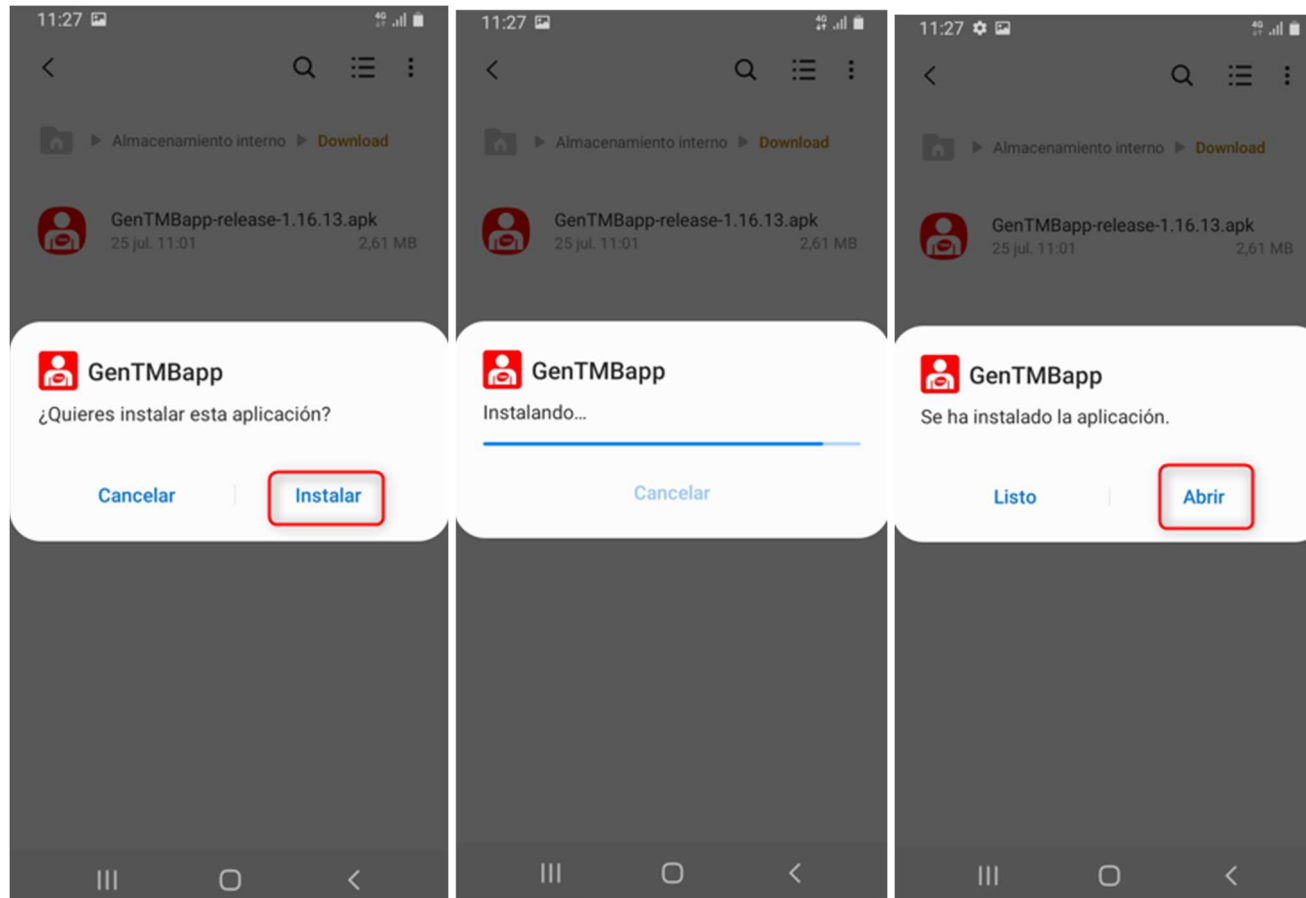 11:27
4G
Almacenamiento interno Download
GenTMBapp-release-1.16.13.apk
25 jul. 11:01 2,61 MB
GenTMBapp
¿Quieres instalar esta aplicación?
Cancelar Instalar
11:27
4G
Almacenamiento interno Download
GenTMBapp-release-1.16.13.apk
25 jul. 11:01 2,61 MB
GenTMBapp
Instalando...
Cancelar
11:27
4G
Almacenamiento interno Download
GenTMBapp-release-1.16.13.apk
25 jul. 11:01 2,61 MB
GenTMBapp
Se ha instalado la aplicación.
Listo Abrir